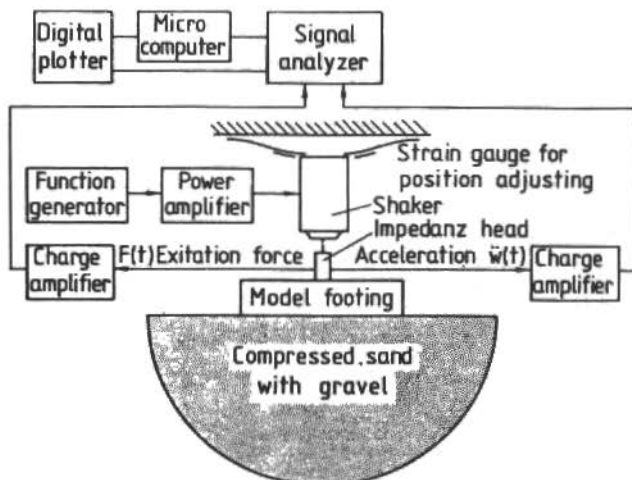 Digital
plotter
Micro
computer
Signal
analyzer
Strain gauge for
position adjusting
Function
generator
Power
amplifier
Shaker
Impedanz head
Charge
amplifier
F(t) Exitation force
Acceleration ẅ(t)
Charge
amplifier
Model footing
Compressed.sand
with gravel